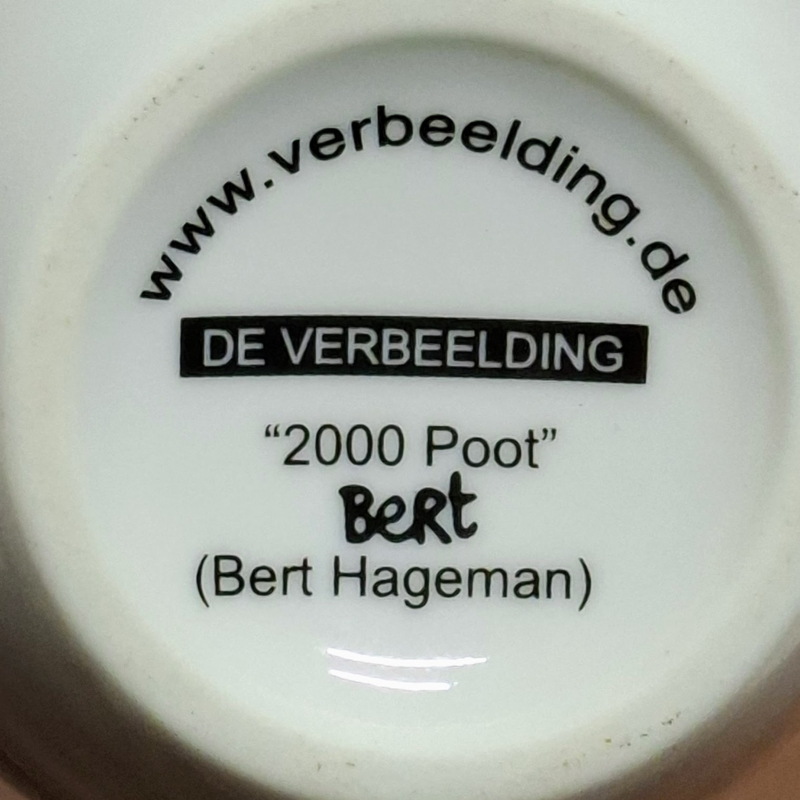 www.verbeelding.de
DE VERBEELDING
“2000 Poot”
BeRt
(Bert Hageman)